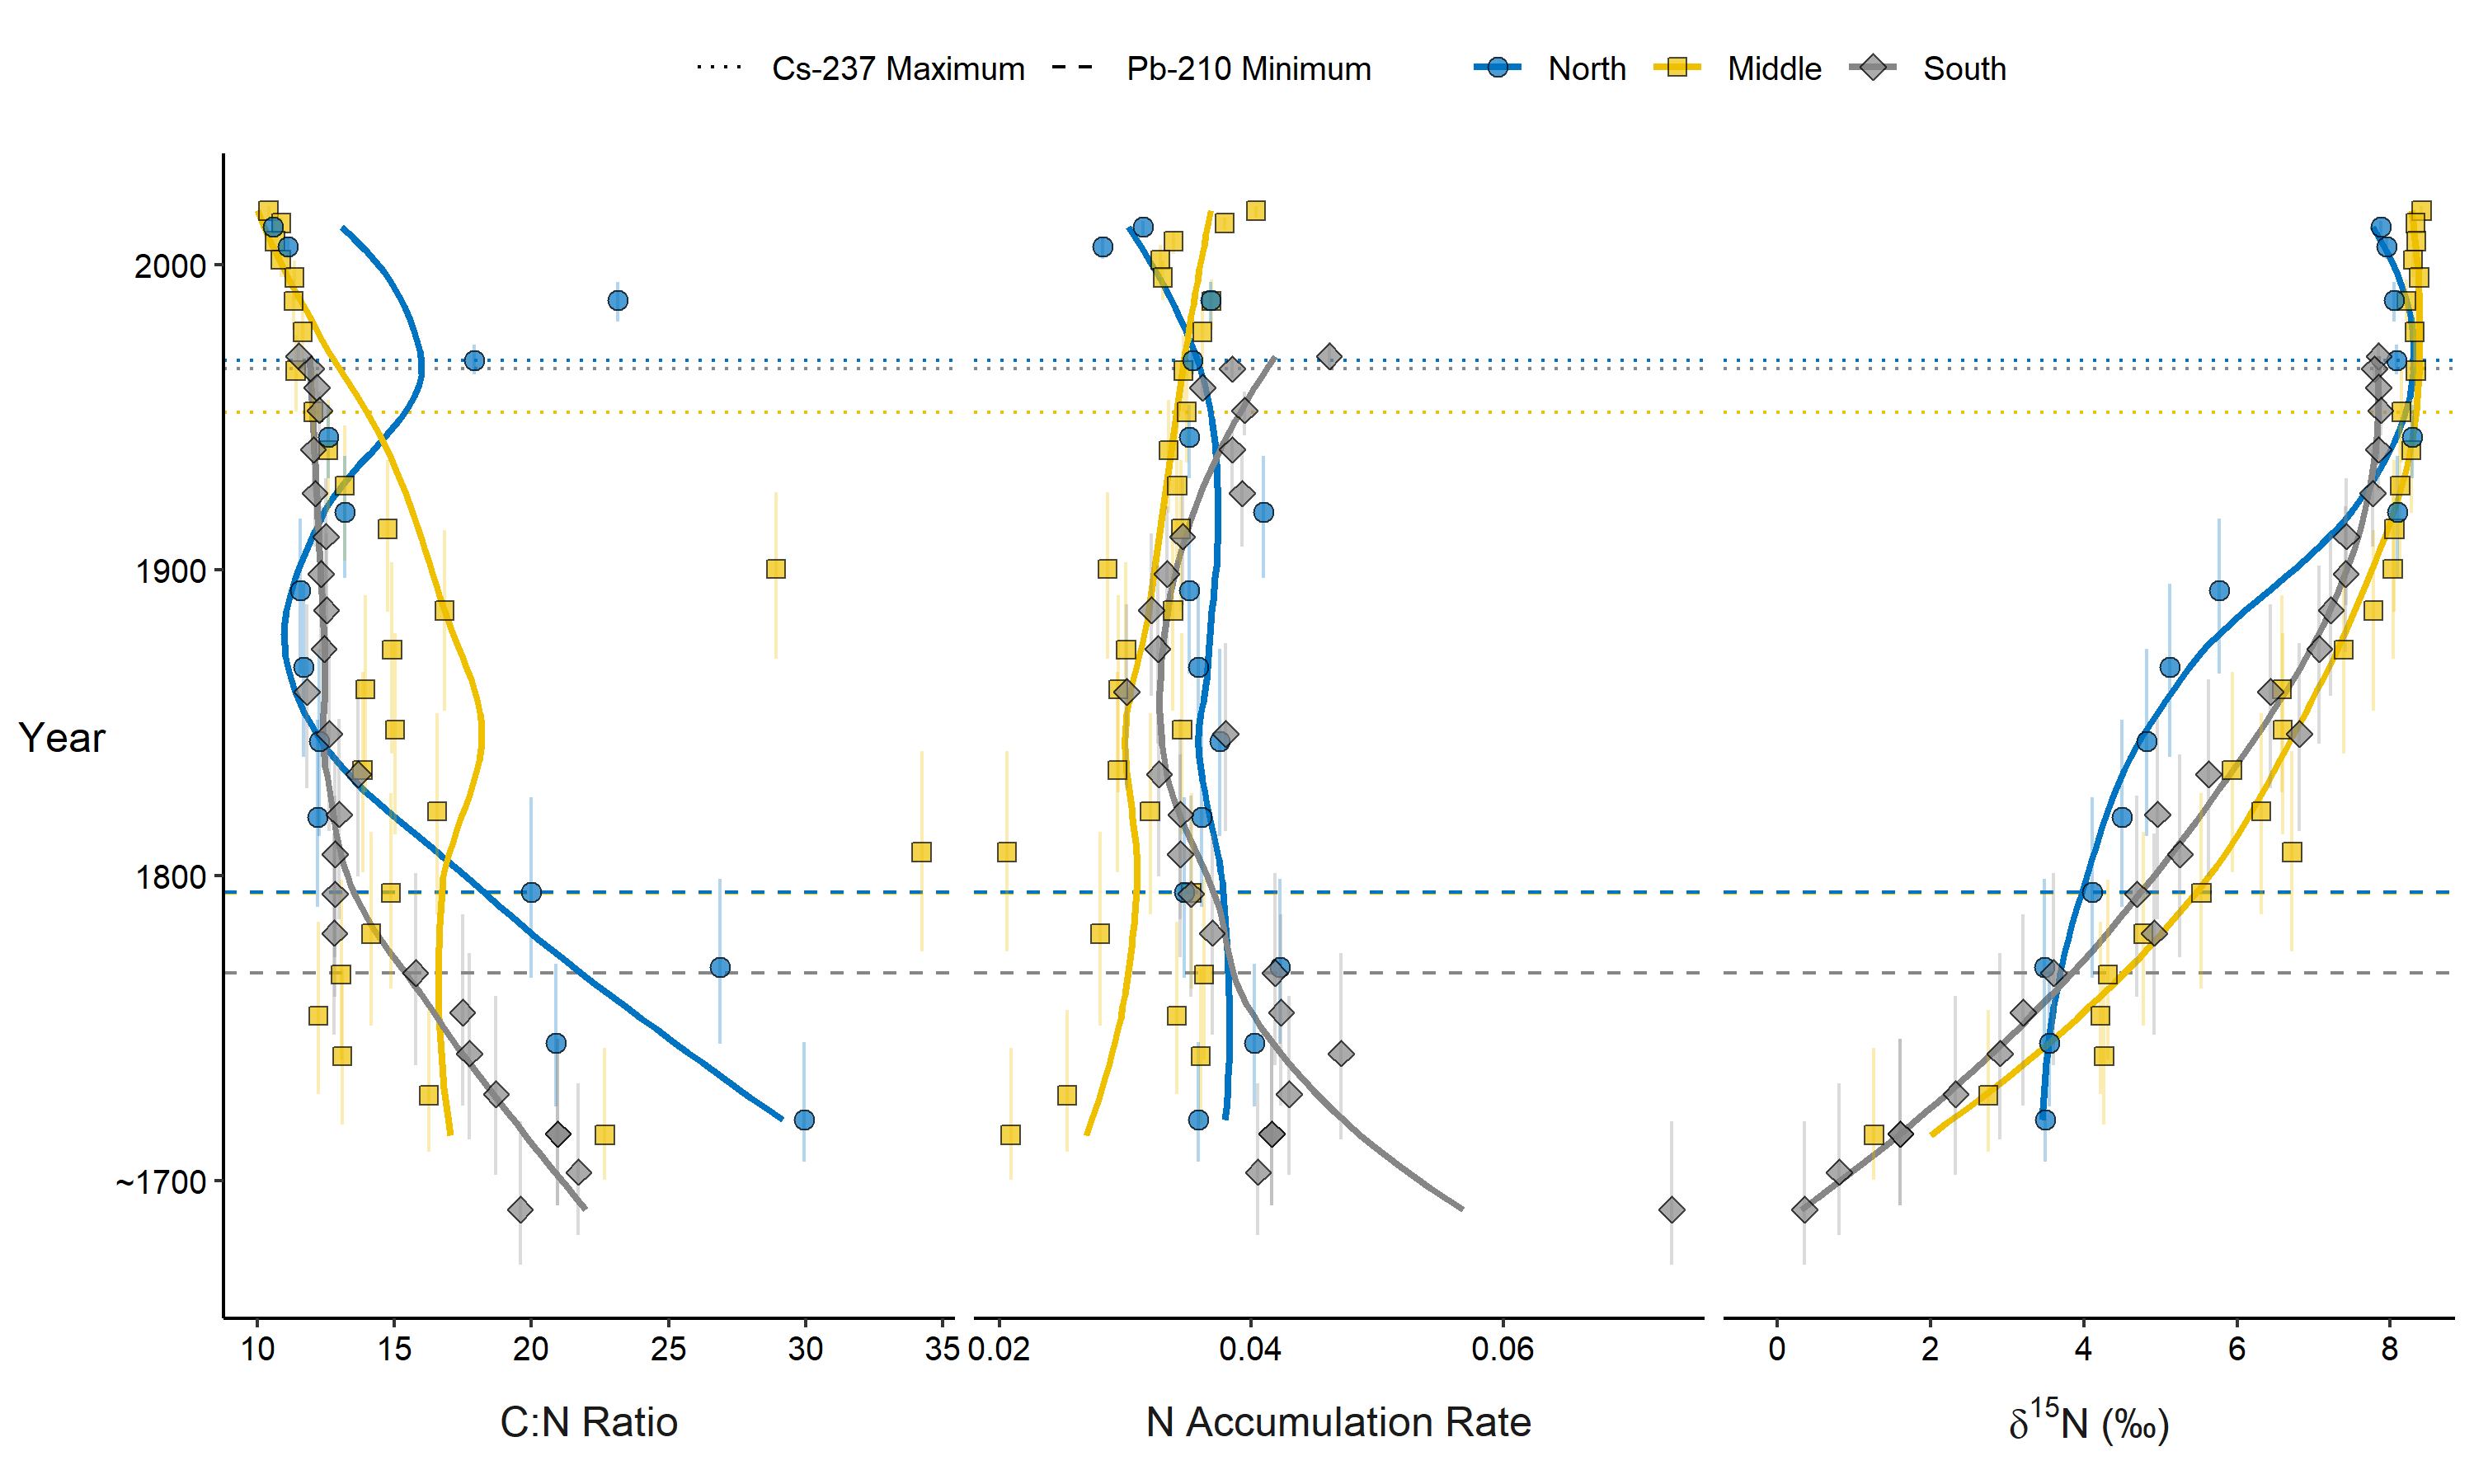 Cs-237 Maximum Pb-210 Minimum North Middle South
2000
1900
Year
1800
~1700
10 15 20 25 30 35 0.02 0.04 0.06 0 2 4 6 8
C:N Ratio N Accumulation Rate δ¹⁵N (‰)